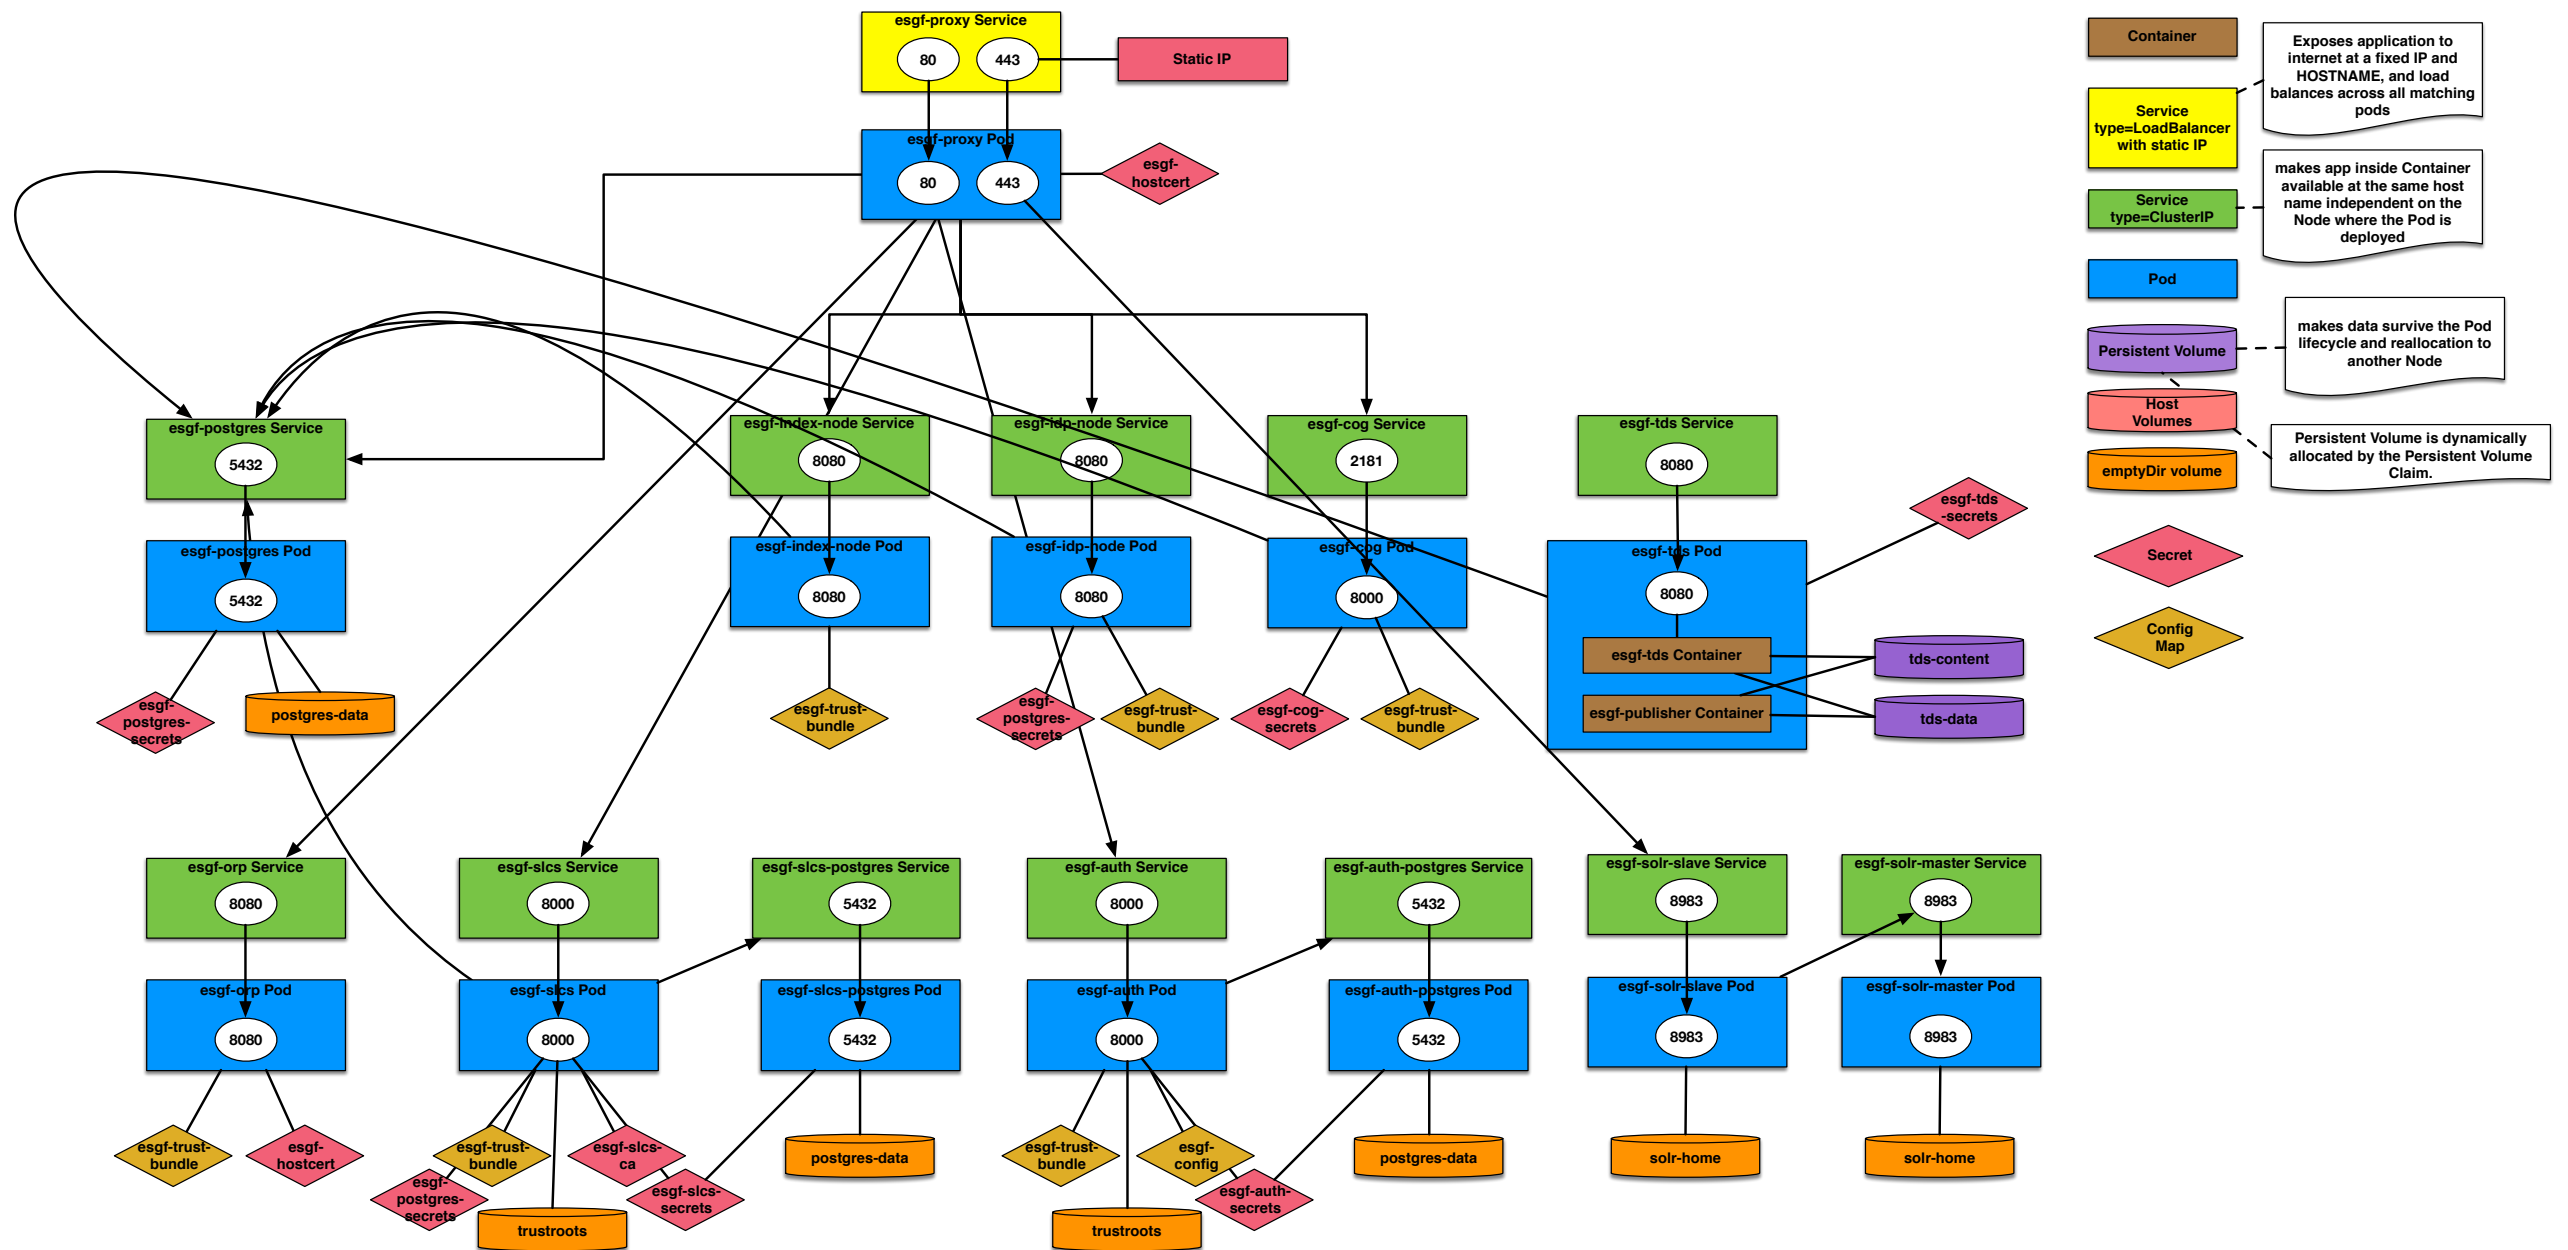 esgf-proxy Service
80
443
Static IP
esgf-proxy Pod
80
443
esgf-
hostcert
Container
Exposes application to
internet at a fixed IP and
HOSTNAME, and load
balances across all matching
pods
Service
type=LoadBalancer
with static IP
makes app inside Container
available at the same host
name independent on the
Node where the Pod is
deployed
Service
type=ClusterIP
Pod
makes data survive the Pod
lifecycle and reallocation to
another Node
Persistent Volume
Host
Volumes
Persistent Volume is dynamically
allocated by the Persistent Volume
Claim.
emptyDir volume
Secret
Config
Map
esgf-postgres Service
5432
esgf-index-node Service
8080
esgf-idp-node Service
8080
esgf-cog Service
2181
esgf-tds Service
8080
esgf-tds
-secrets
esgf-postgres Pod
5432
esgf-index-node Pod
8080
esgf-idp-node Pod
8080
esgf-cog Pod
8000
esgf-tds Pod
8080
esgf-tds Container
esgf-publisher Container
tds-content
tds-data
esgf-
postgres-
secrets
postgres-data
esgf-trust-
bundle
esgf-
postgres-
secrets
esgf-trust-
bundle
esgf-cog-
secrets
esgf-trust-
bundle
esgf-orp Service
8080
esgf-slcs Service
8000
esgf-slcs-postgres Service
5432
esgf-auth Service
8000
esgf-auth-postgres Service
5432
esgf-solr-slave Service
8983
esgf-solr-master Service
8983
esgf-orp Pod
8080
esgf-slcs Pod
8000
esgf-slcs-postgres Pod
5432
esgf-auth Pod
8000
esgf-auth-postgres Pod
5432
esgf-solr-slave Pod
8983
esgf-solr-master Pod
8983
esgf-trust-
bundle
esgf-
hostcert
esgf-trust-
bundle
esgf-
postgres-
secrets
trustroots
esgf-slcs-
ca
esgf-slcs-
secrets
postgres-data
esgf-trust-
bundle
trustroots
esgf-
config
esgf-auth-
secrets
postgres-data
solr-home
solr-home